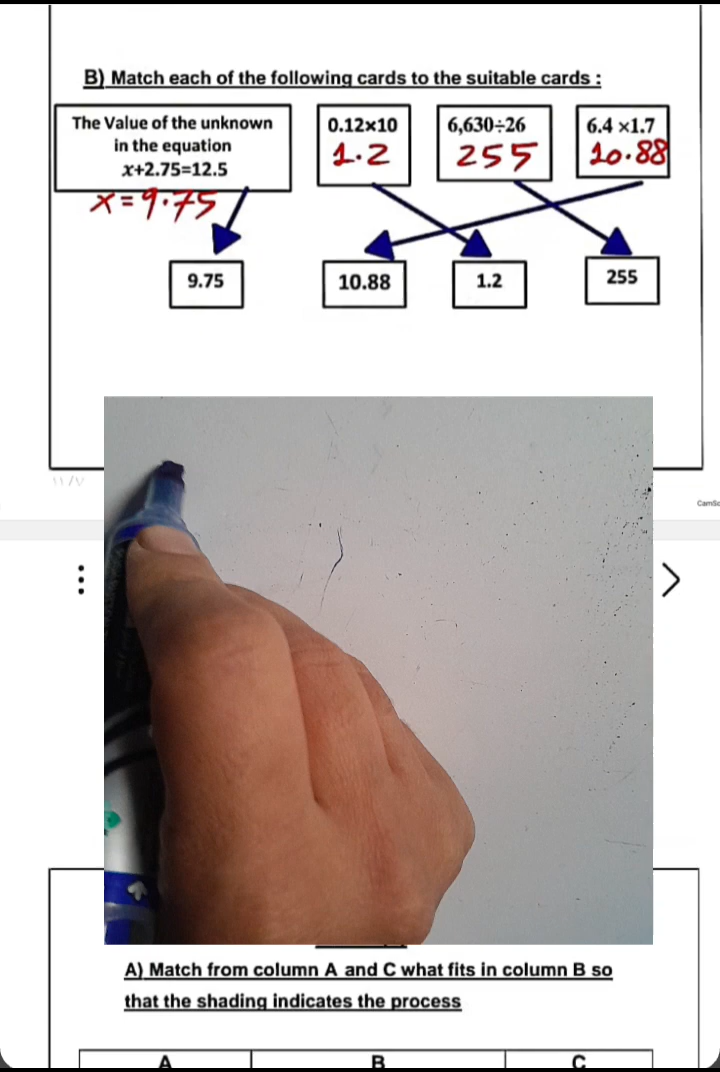 B) Match each of the following cards to the suitable cards :
The Value of the unknown
in the equation
x+2.75=12.5
x=9.75
0.12×10
1.2
6,630÷26
255
6.4 ×1.7
10.88
9.75
10.88
1.2
255
١١/٧
CamSc
A) Match from column A and C what fits in column B so
that the shading indicates the process
A B C